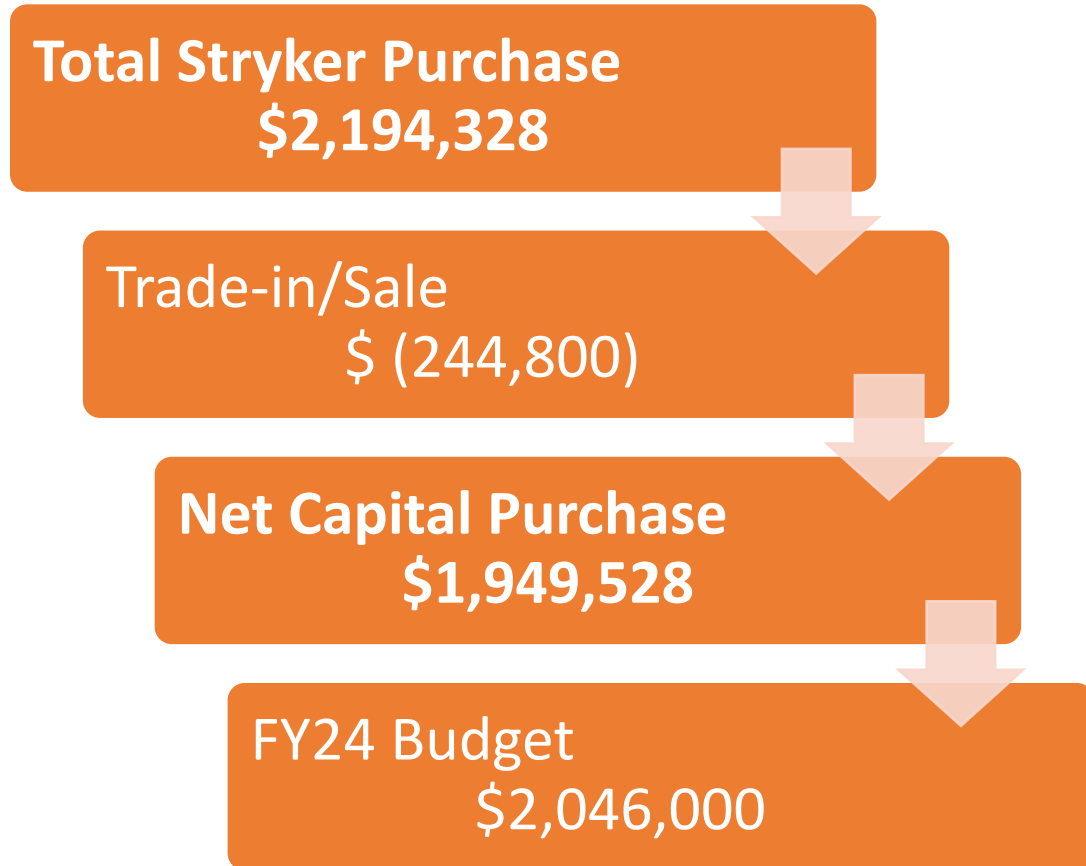 Total Stryker Purchase
$2,194,328
Trade-in/Sale
$ (244,800)
Net Capital Purchase
$1,949,528
FY24 Budget
$2,046,000